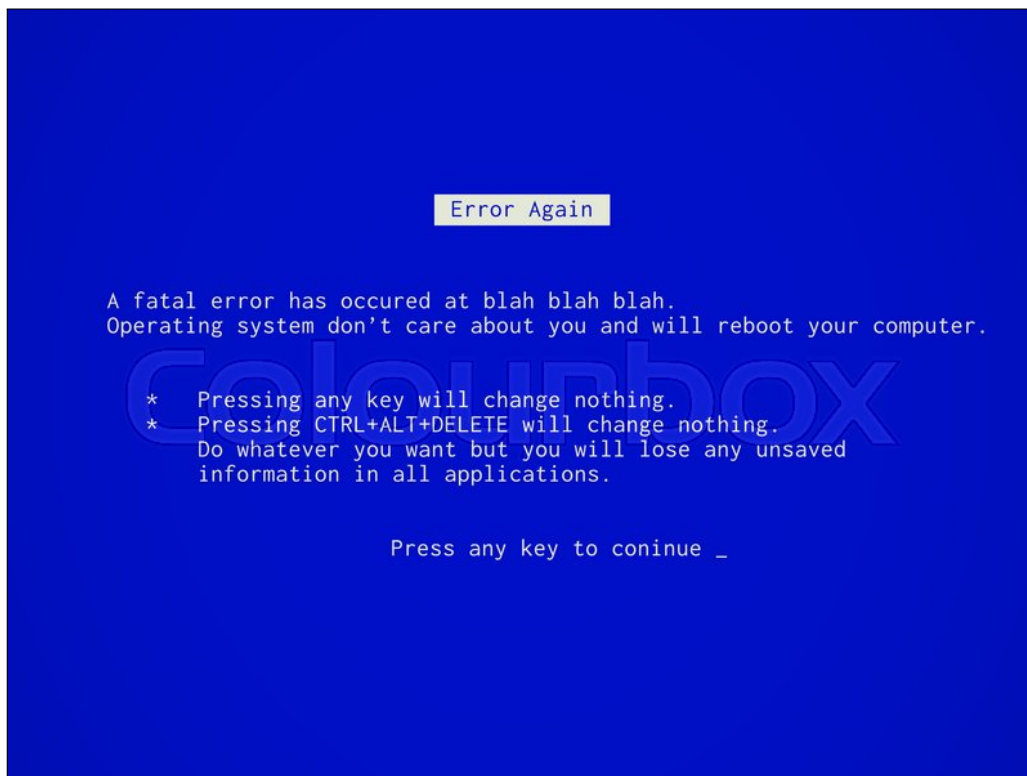 Error Again
A fatal error has occured at blah blah blah.
Operating system don't care about you and will reboot your computer.
Colourbox
* Pressing any key will change nothing.
* Pressing CTRL+ALT+DELETE will change nothing.
Do whatever you want but you will lose any unsaved
information in all applications.
Press any key to coninue _